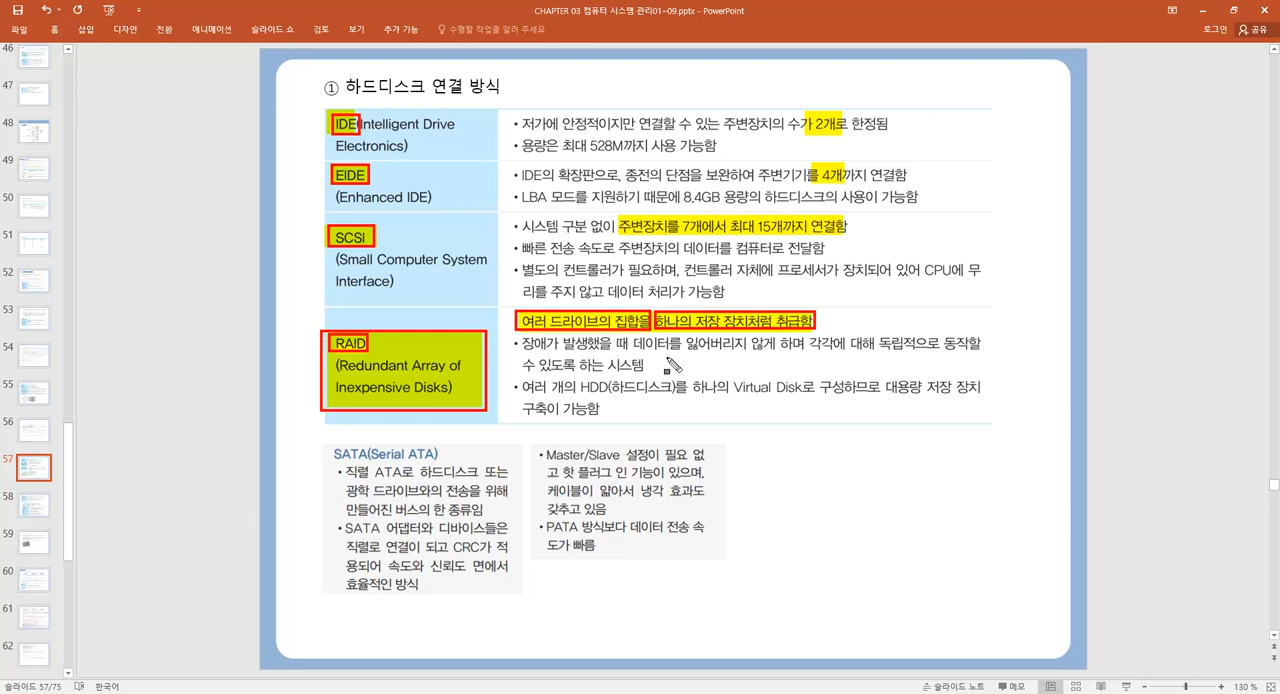 CHAPTER 03 컴퓨터 시스템 관리01~09.pptx - PowerPoint
파일 홈 삽입 디자인 전환 애니메이션 슬라이드 쇼 검토 보기 추가 기능 수행할 작업을 알려 주세요. 로그인 공유
46
47
48
49
50
51
52
53
54
55
56
57
58
59
60
61
62
① 하드디스크 연결 방식
IDE(Intelligent Drive
Electronics)
• 저가에 안정적이지만 연결할 수 있는 주변장치의 수가 2개로 한정됨
• 용량은 최대 528M까지 사용 가능함
EIDE
(Enhanced IDE)
• IDE의 확장판으로, 종전의 단점을 보완하여 주변기기를 4개까지 연결함
• LBA 모드를 지원하기 때문에 8.4GB 용량의 하드디스크의 사용이 가능함
SCSI
(Small Computer System
Interface)
• 시스템 구분 없이 주변장치를 7개에서 최대 15개까지 연결함
• 빠른 전송 속도로 주변장치의 데이터를 컴퓨터로 전달함
• 별도의 컨트롤러가 필요하며, 컨트롤러 자체에 프로세서가 장치되어 있어 CPU에 무
리를 주지 않고 데이터 처리가 가능함
RAID
(Redundant Array of
Inexpensive Disks)
여러 드라이브의 집합을 하나의 저장 장치처럼 취급함
• 장애가 발생했을 때 데이터를 잃어버리지 않게 하며 각각에 대해 독립적으로 동작할
수 있도록 하는 시스템
• 여러 개의 HDD(하드디스크)를 하나의 Virtual Disk로 구성하므로 대용량 저장 장치
구축이 가능함
SATA(Serial ATA)
• 직렬 ATA로 하드디스크 또는
광학 드라이브와의 전송을 위해
만들어진 버스의 한 종류임
• SATA 어댑터와 디바이스들은
직렬로 연결이 되고 CRC가 적
용되어 속도와 신뢰도 면에서
효율적인 방식
• Master/Slave 설정이 필요 없
고 핫 플러그 인 기능이 있으며,
케이블이 얇아서 냉각 효과도
갖추고 있음
• PATA 방식보다 데이터 전송 속
도가 빠름
슬라이드 57/75 한국어 슬라이드 노트 메모 130 %